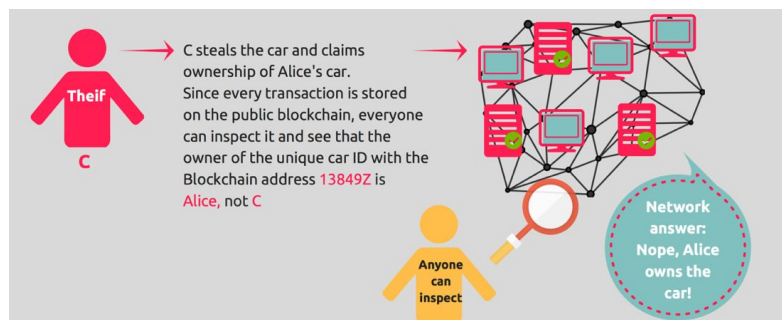 Theif
C
C steals the car and claims
ownership of Alice's car.
Since every transaction is stored
on the public blockchain, everyone
can inspect it and see that the
owner of the unique car ID with the
Blockchain address 13849Z is
Alice, not C
Anyone
can
inspect
Network
answer:
Nope, Alice
owns the
car!